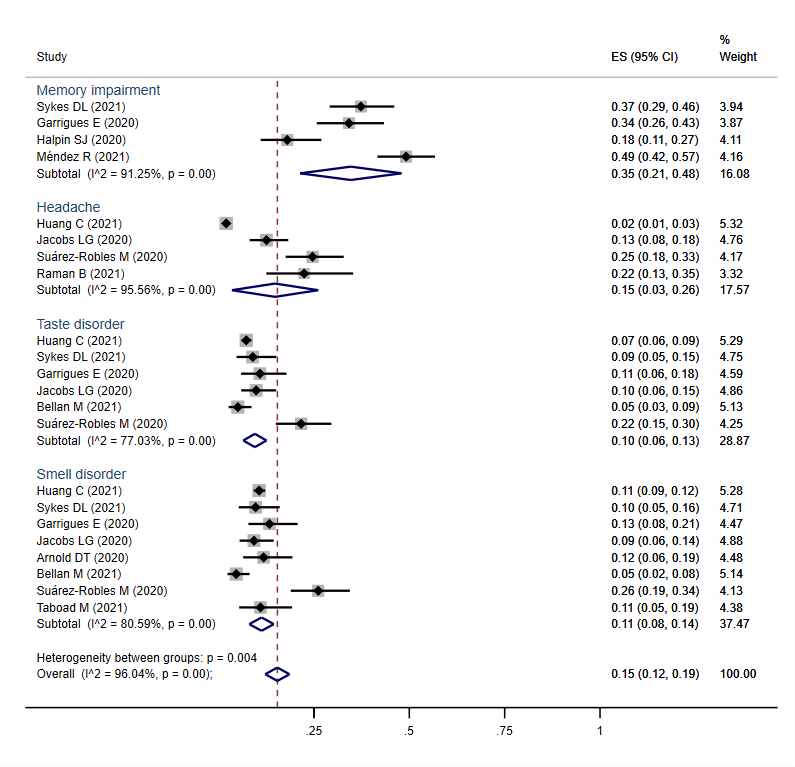 %
Study ES (95% CI) Weight
Memory impairment
Sykes DL (2021) 0.37 (0.29, 0.46) 3.94
Garrigues E (2020) 0.34 (0.26, 0.43) 3.87
Halpin SJ (2020) 0.18 (0.11, 0.27) 4.11
Méndez R (2021) 0.49 (0.42, 0.57) 4.16
Subtotal (I^2 = 91.25%, p = 0.00) 0.35 (0.21, 0.48) 16.08
Headache
Huang C (2021) 0.02 (0.01, 0.03) 5.32
Jacobs LG (2020) 0.13 (0.08, 0.18) 4.76
Suárez-Robles M (2020) 0.25 (0.18, 0.33) 4.17
Raman B (2021) 0.22 (0.13, 0.35) 3.32
Subtotal (I^2 = 95.56%, p = 0.00) 0.15 (0.03, 0.26) 17.57
Taste disorder
Huang C (2021) 0.07 (0.06, 0.09) 5.29
Sykes DL (2021) 0.09 (0.05, 0.15) 4.75
Garrigues E (2020) 0.11 (0.06, 0.18) 4.59
Jacobs LG (2020) 0.10 (0.06, 0.15) 4.86
Bellan M (2021) 0.05 (0.03, 0.09) 5.13
Suárez-Robles M (2020) 0.22 (0.15, 0.30) 4.25
Subtotal (I^2 = 77.03%, p = 0.00) 0.10 (0.06, 0.13) 28.87
Smell disorder
Huang C (2021) 0.11 (0.09, 0.12) 5.28
Sykes DL (2021) 0.10 (0.05, 0.16) 4.71
Garrigues E (2020) 0.13 (0.08, 0.21) 4.47
Jacobs LG (2020) 0.09 (0.06, 0.14) 4.88
Arnold DT (2020) 0.12 (0.06, 0.19) 4.48
Bellan M (2021) 0.05 (0.02, 0.08) 5.14
Suárez-Robles M (2020) 0.26 (0.19, 0.34) 4.13
Taboad M (2021) 0.11 (0.05, 0.19) 4.38
Subtotal (I^2 = 80.59%, p = 0.00) 0.11 (0.08, 0.14) 37.47
Heterogeneity between groups: p = 0.004
Overall (I^2 = 96.04%, p = 0.00); 0.15 (0.12, 0.19) 100.00
.25 .5 .75 1